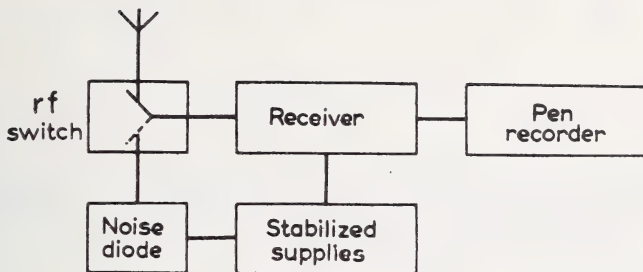 rf
switch
Receiver
Pen
recorder
Noise
diode
Stabilized
supplies